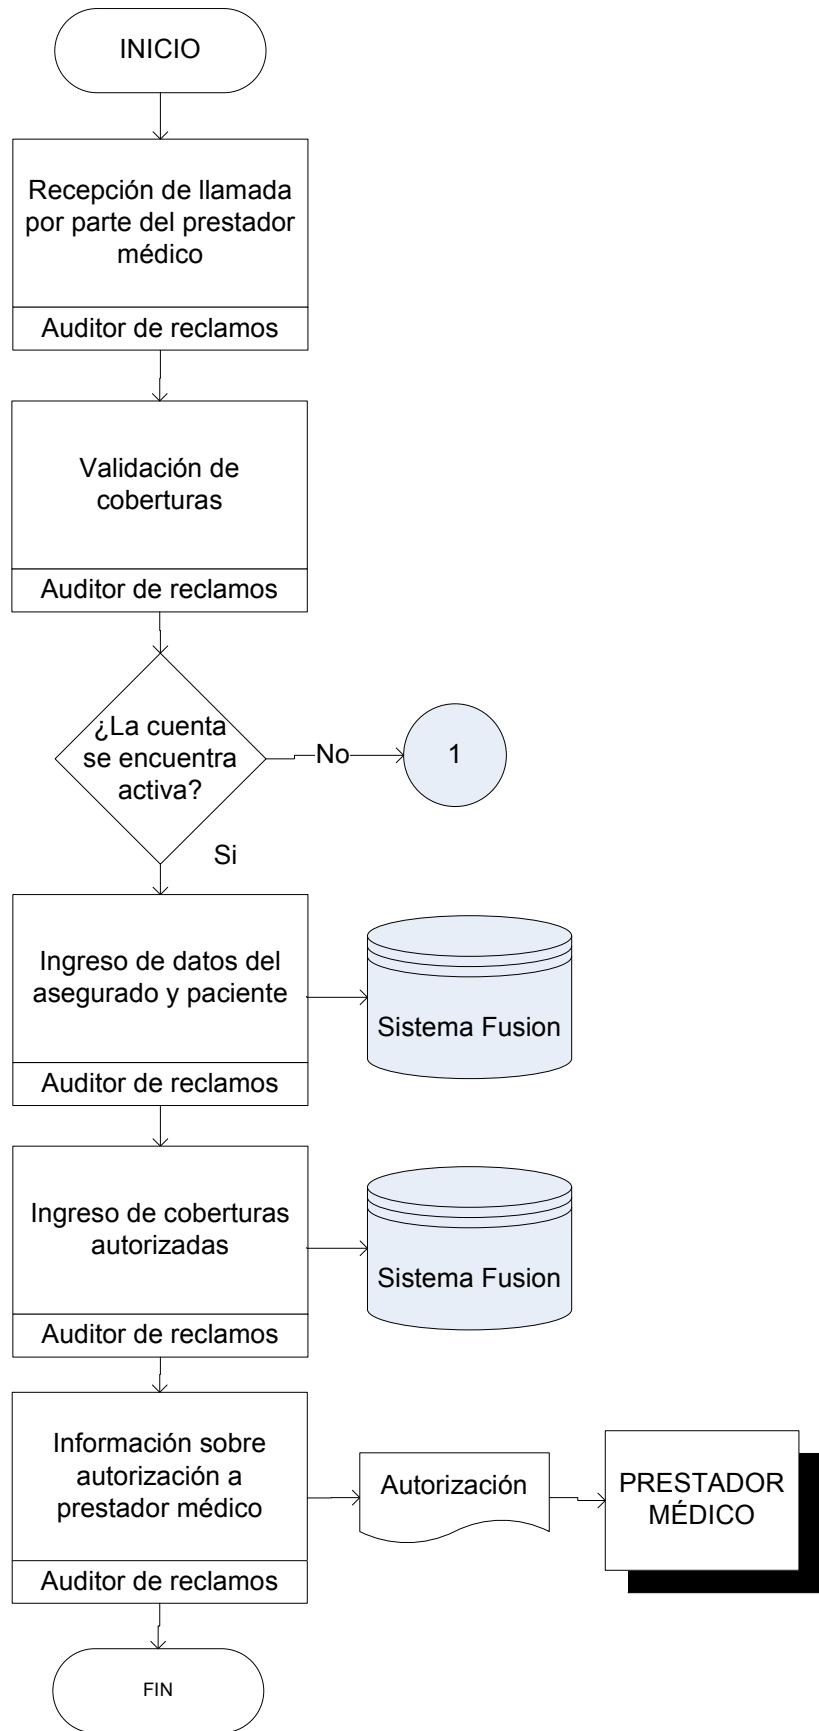 INICIO
Recepción de llamada
por parte del prestador
médico
Auditor de reclamos
Validación de
coberturas
Auditor de reclamos
¿La cuenta
se encuentra
activa?
No
1
Si
Ingreso de datos del
asegurado y paciente
Auditor de reclamos
Sistema Fusion
Ingreso de coberturas
autorizadas
Auditor de reclamos
Sistema Fusion
Información sobre
autorización a
prestador médico
Auditor de reclamos
Autorización
PRESTADOR
MÉDICO
FIN